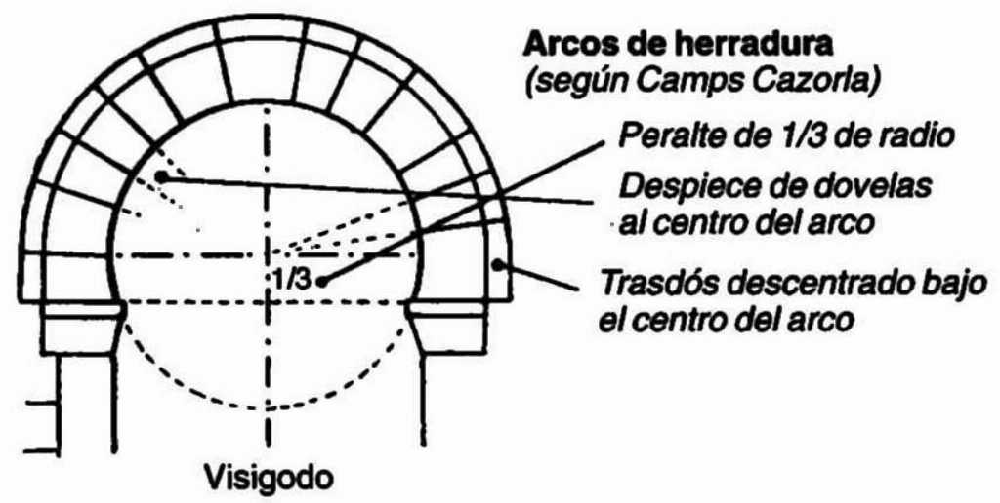 Arcos de herradura
(según Camps Cazorla)
Peralte de 1/3 de radio
Despiece de dovelas
al centro del arco
1/3
Trasdós descentrado bajo
el centro del arco
Visigodo